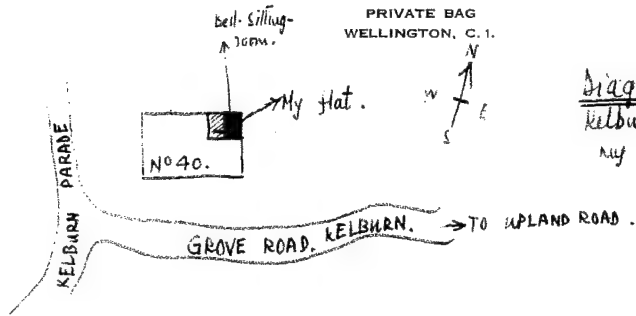 PRIVATE BAG
WELLINGTON, C. 1.
Bed-Sitting-
room.
N
W
E
S
My flat.
Nº 40.
Diag
Kelbu
my
KELBURN PARADE
GROVE ROAD. KELBURN.
→ TO UPLAND ROAD.